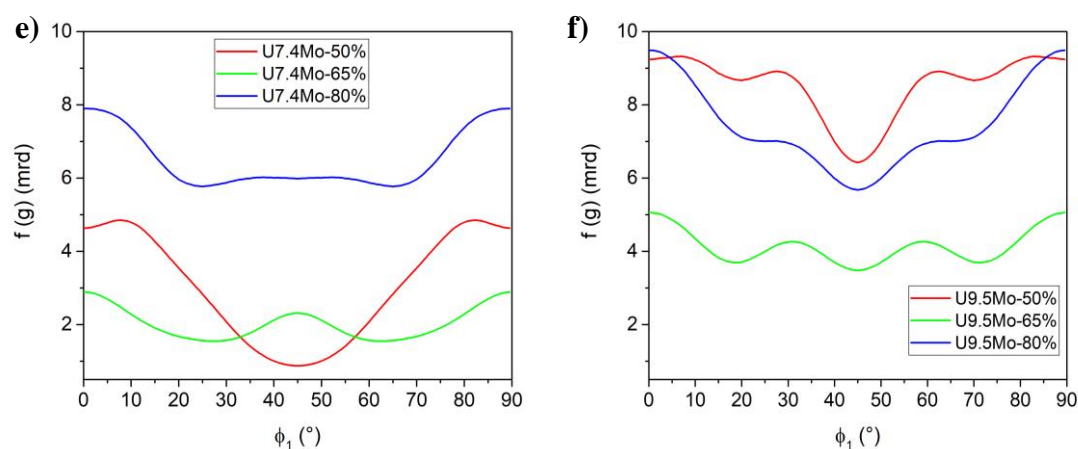 e)
10
8
6
4
2
f (g) (mrd)
U7.4Mo-50%
U7.4Mo-65%
U7.4Mo-80%
0 10 20 30 40 50 60 70 80 90
ϕ1 (°)
f)
10
8
6
4
2
f (g) (mrd)
U9.5Mo-50%
U9.5Mo-65%
U9.5Mo-80%
0 10 20 30 40 50 60 70 80 90
ϕ1 (°)